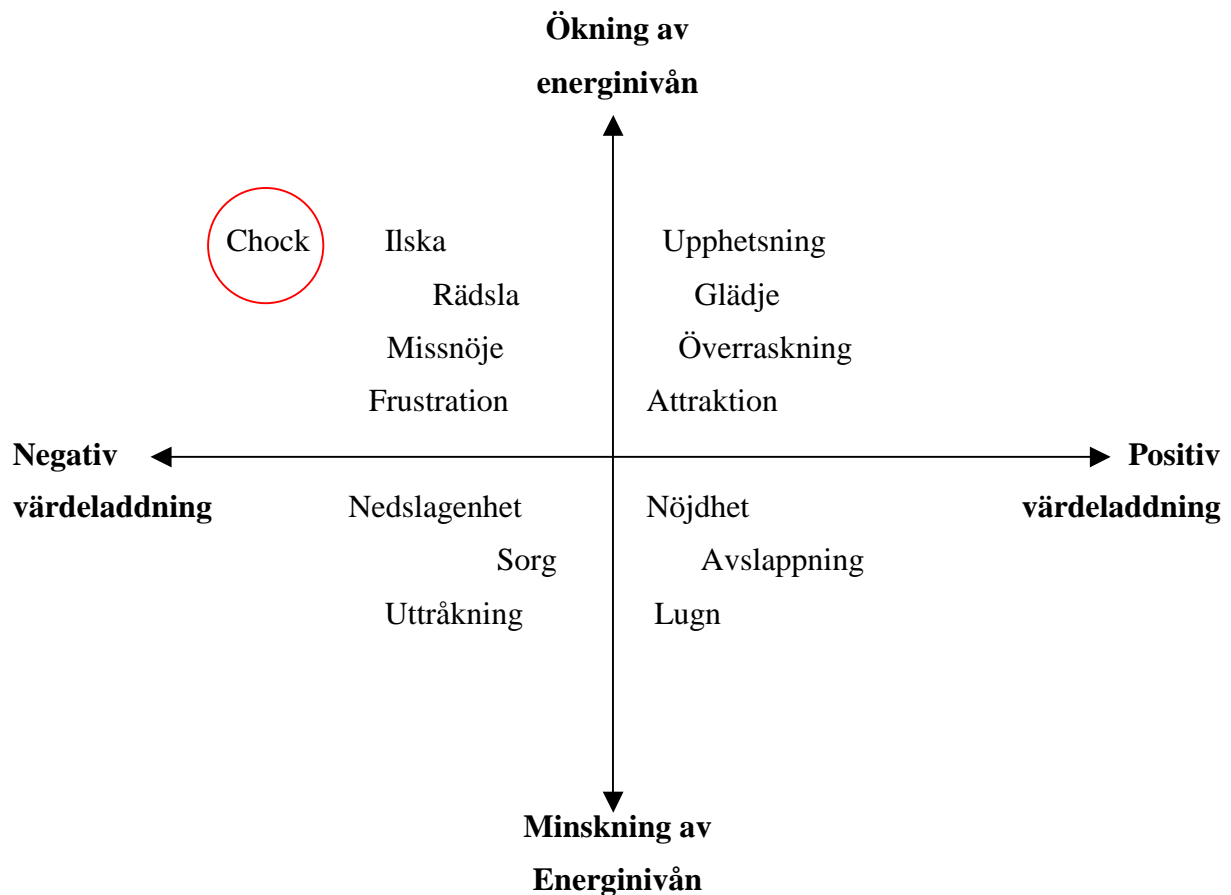 Ökning av
energinivån
Chock Ilska Upphetsning
Rädsla Glädje
Missnöje Överraskning
Frustration Attraktion
Negativ Positiv
värdeladdning värdeladdning
Nedslagenhet Nöjdhet
Sorg Avslappning
Uttråkning Lugn
Minskning av
Energinivån